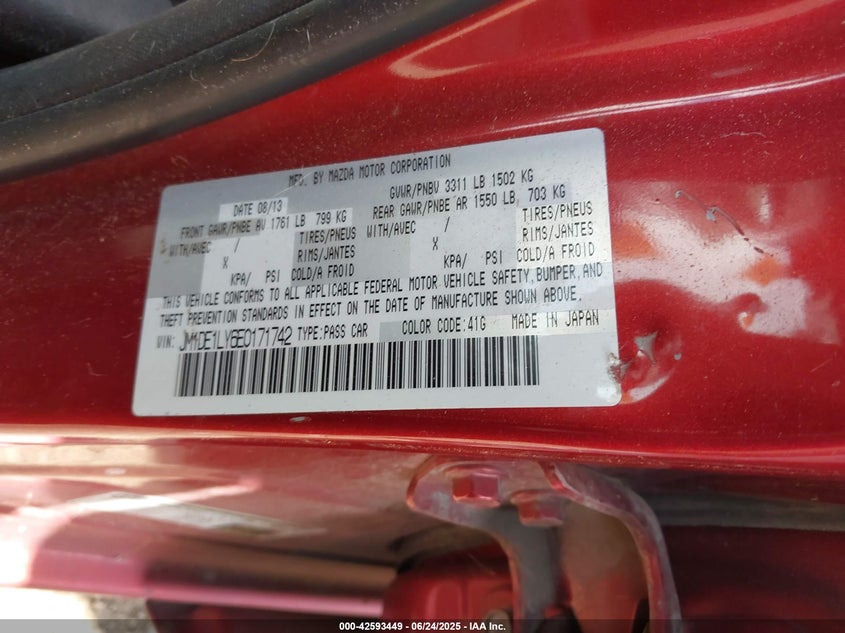 MFD. BY MAZDA MOTOR CORPORATION
DATE 08/13 GVWR/PNBV 3311 LB 1502 KG
FRONT GAWR/PNBE AV 1761 LB 799 KG REAR GAWR/PNBE AR 1550 LB, 703 KG
WITH/AVEC / TIRES/PNEUS WITH/AVEC / TIRES/PNEUS
X RIMS/JANTES X RIMS/JANTES
KPA/ PSI COLD/A FROID KPA/ PSI COLD/A FROID
THIS VEHICLE CONFORMS TO ALL APPLICABLE FEDERAL MOTOR VEHICLE SAFETY, BUMPER, AND
THEFT PREVENTION STANDARDS IN EFFECT ON THE DATE OF MANUFACTURE SHOWN ABOVE.
VIN: JM1DE1LY6E0171742 TYPE:PASS CAR COLOR CODE:41G MADE IN JAPAN
000-42593449 - 06/24/2025 - IAA Inc.